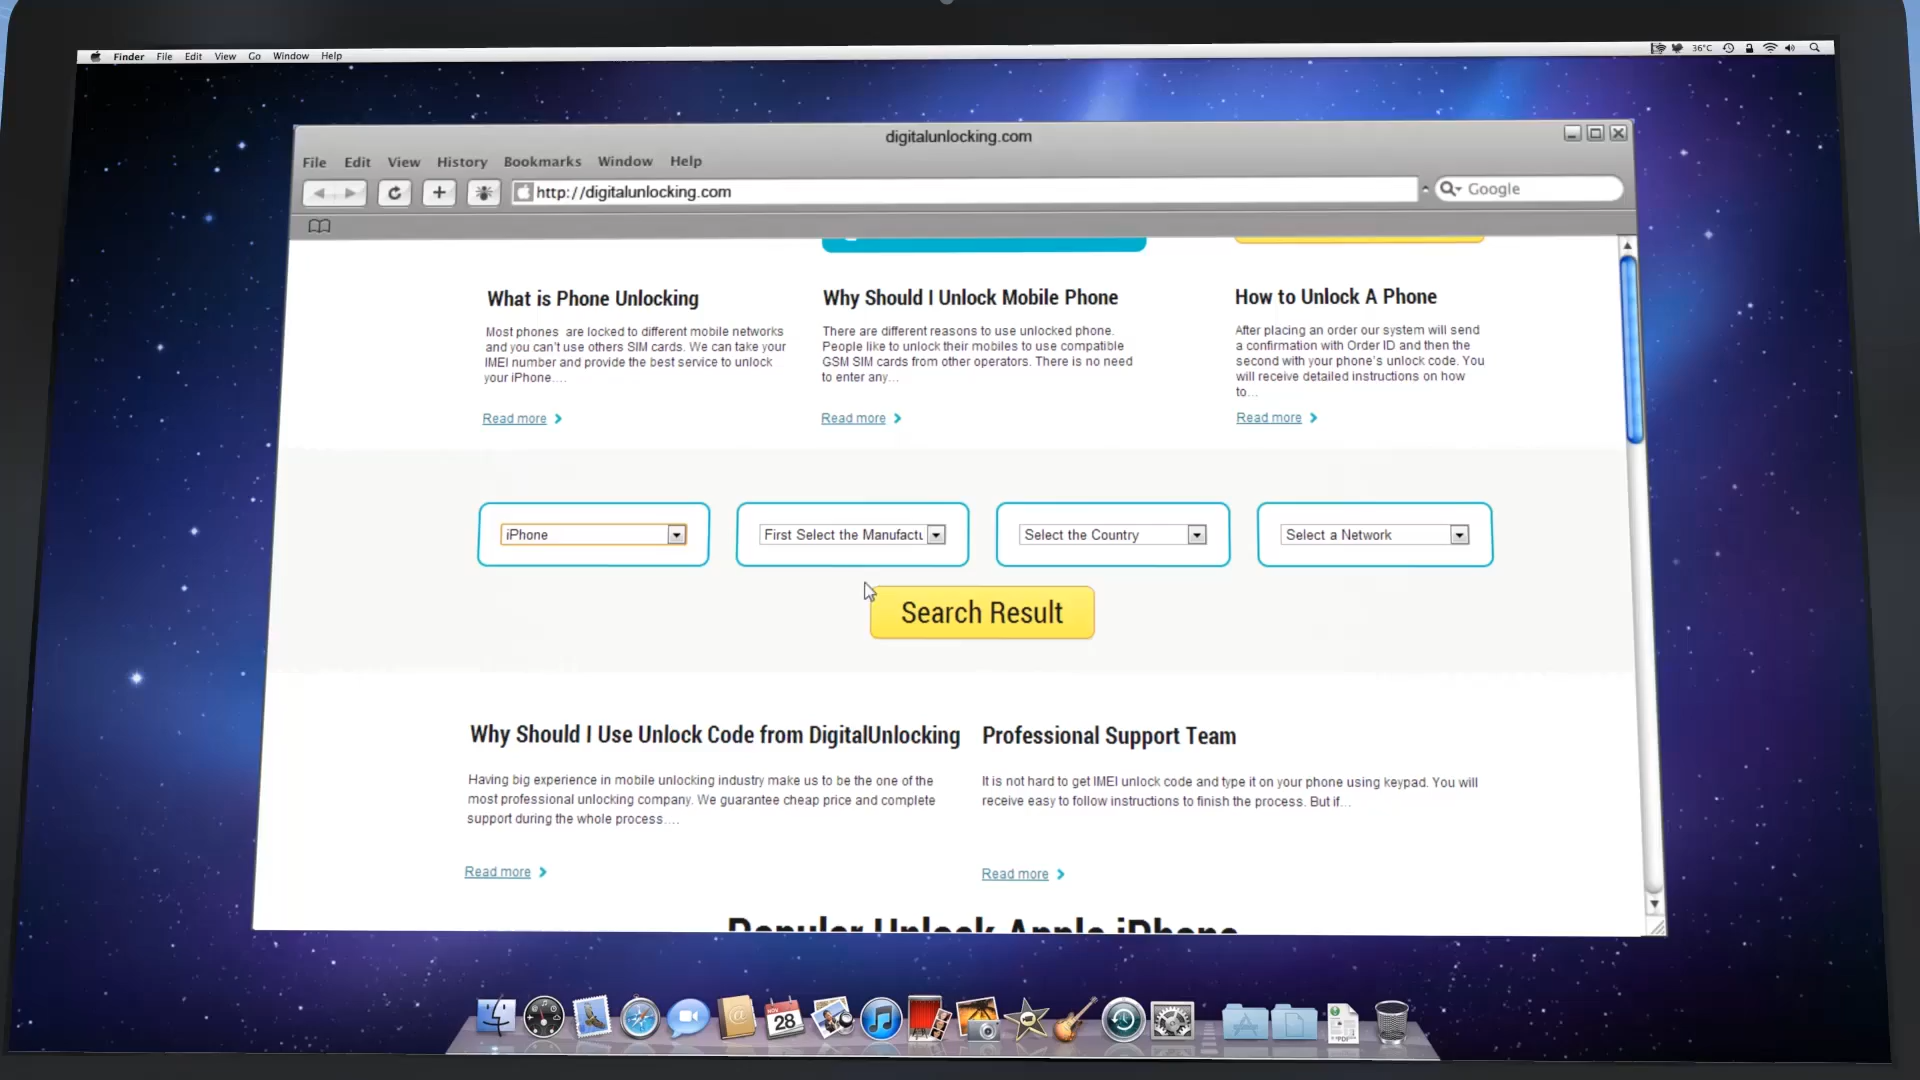 Finder File Edit View Go Window Help
36°C
digitalunlocking.com
File Edit View History Bookmarks Window Help
http://digitalunlocking.com
Google
What is Phone Unlocking
Most phones are locked to different mobile networks
and you can't use others SIM cards. We can take your
IMEI number and provide the best service to unlock
your iPhone....
Read more
Why Should I Unlock Mobile Phone
There are different reasons to use unlocked phone.
People like to unlock their mobiles to use compatible
GSM SIM cards from other operators. There is no need
to enter any...
Read more
How to Unlock A Phone
After placing an order our system will send
a confirmation with Order ID and then the
second with your phone's unlock code. You
will receive detailed instructions on how
to...
Read more
iPhone
First Select the Manufactu
Select the Country
Select a Network
Search Result
Why Should I Use Unlock Code from DigitalUnlocking
Having big experience in mobile unlocking industry make us to be the one of the
most professional unlocking company. We guarantee cheap price and complete
support during the whole process....
Read more
Professional Support Team
It is not hard to get IMEI unlock code and type it on your phone using keypad. You will
receive easy to follow instructions to finish the process. But if...
Read more
Popular Unlock Apple iPhone
NOV
28
PDF